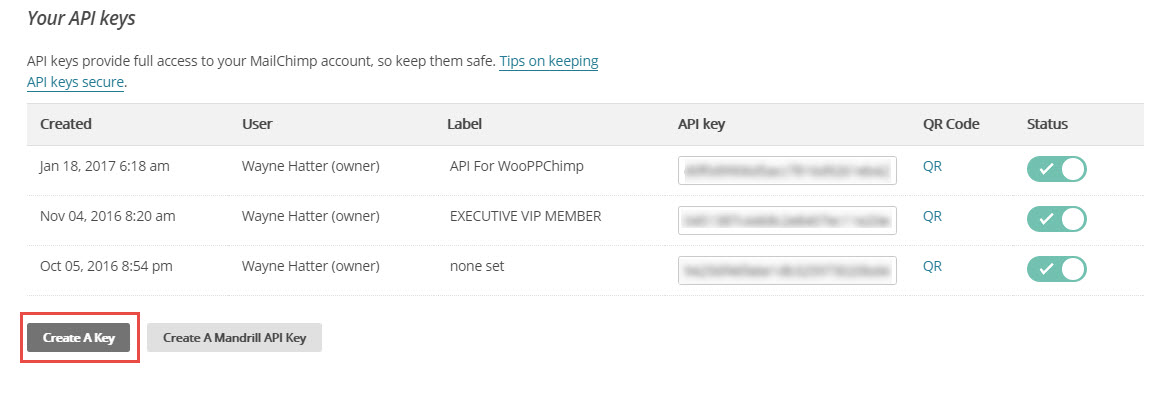 Your API keys
API keys provide full access to your MailChimp account, so keep them safe. Tips on keeping
API keys secure.
Created User Label API key QR Code Status
Jan 18, 2017 6:18 am Wayne Hatter (owner) API For WooPPChimp QR
Nov 04, 2016 8:20 am Wayne Hatter (owner) EXECUTIVE VIP MEMBER QR
Oct 05, 2016 8:54 pm Wayne Hatter (owner) none set QR
Create A Key Create A Mandrill API Key